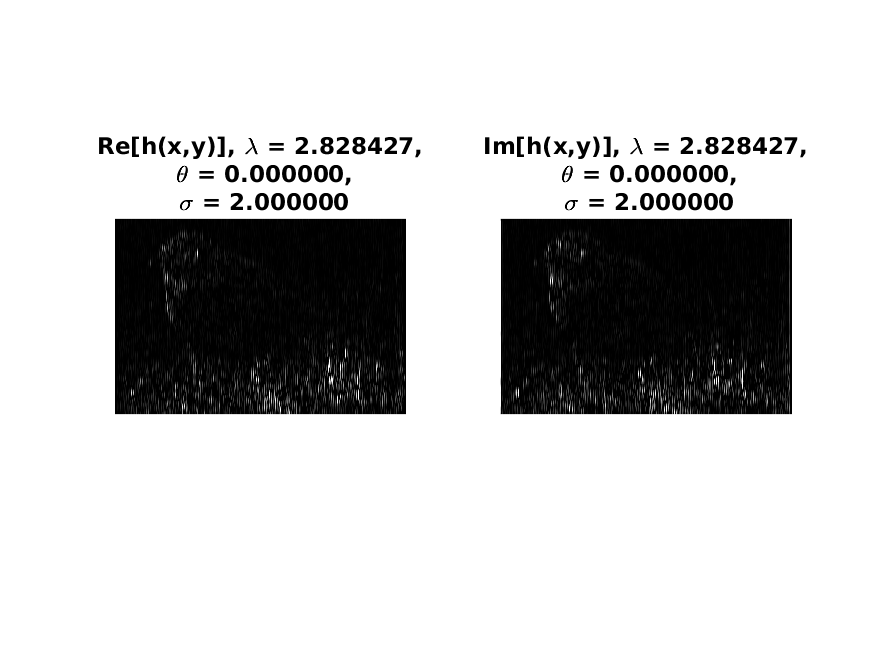 Re[h(x,y)], λ = 2.828427,
θ = 0.000000,
σ = 2.000000
Im[h(x,y)], λ = 2.828427,
θ = 0.000000,
σ = 2.000000